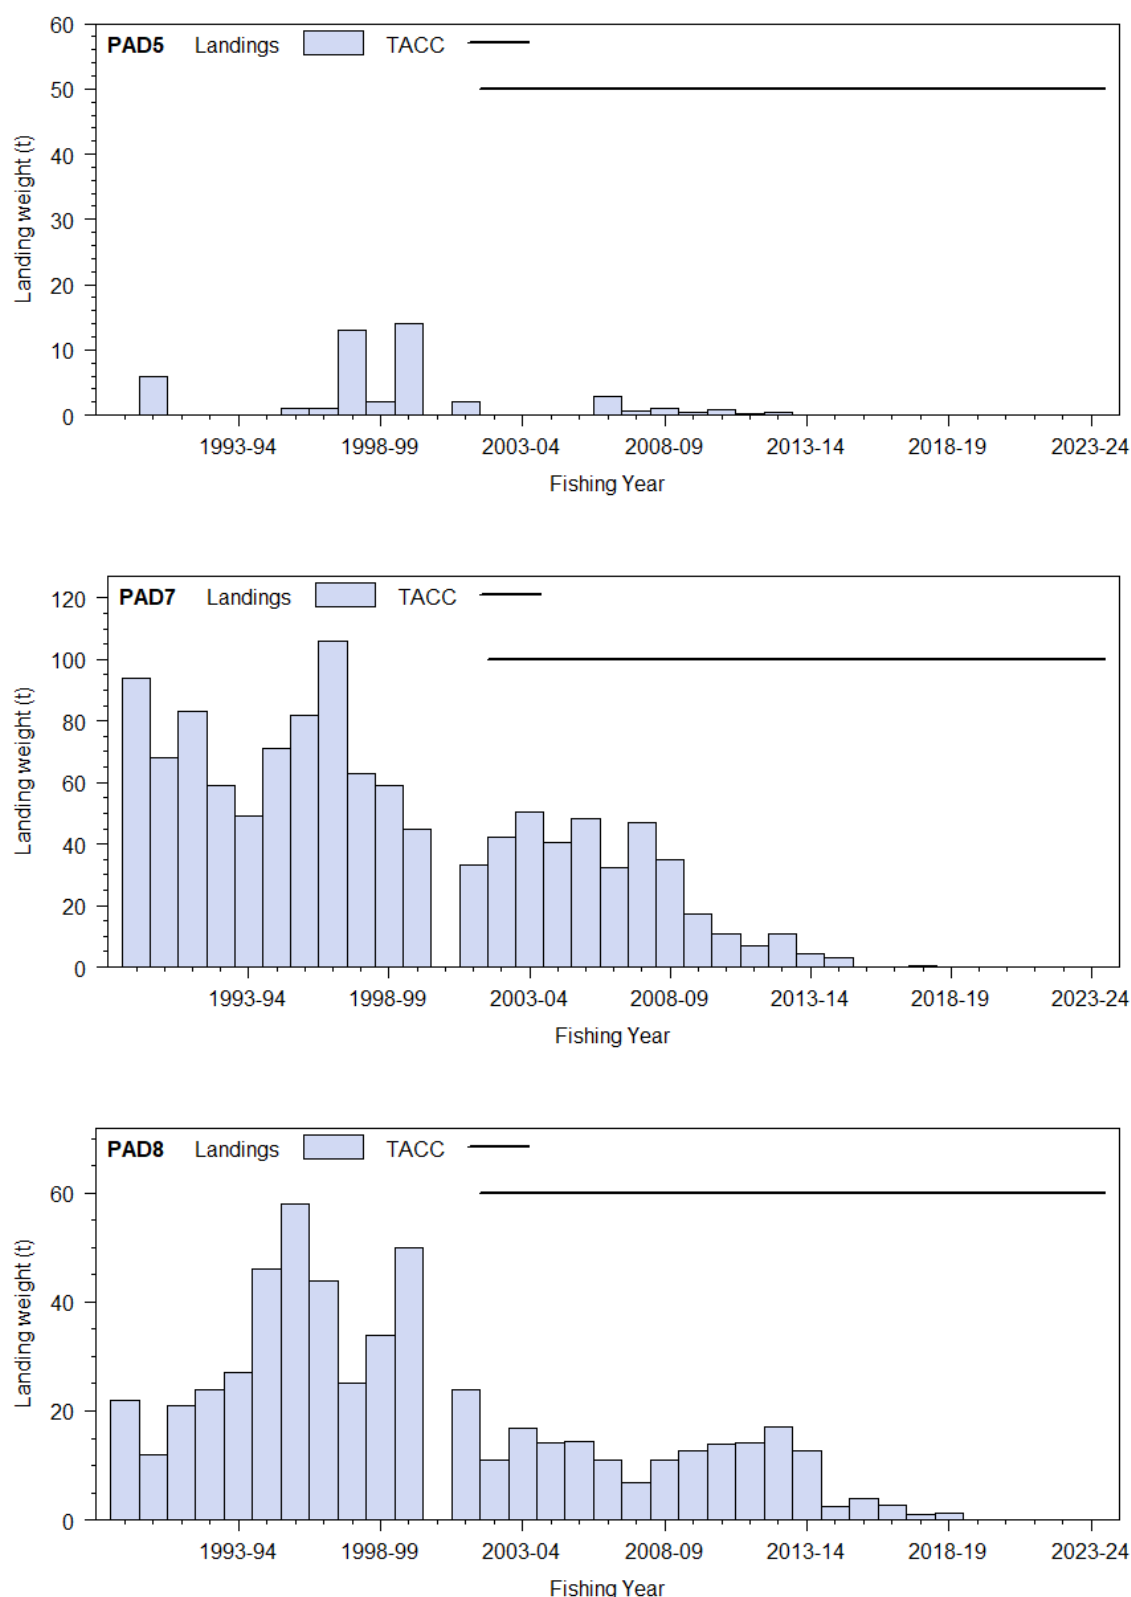 PAD5 Landings TACC
60
50
40
30
20
10
0
Landing weight (t)
1993-94 1998-99 2003-04 2008-09 2013-14 2018-19 2023-24
Fishing Year
PAD7 Landings TACC
120
100
80
60
40
20
0
Landing weight (t)
1993-94 1998-99 2003-04 2008-09 2013-14 2018-19 2023-24
Fishing Year
PAD8 Landings TACC
60
40
20
0
Landing weight (t)
1993-94 1998-99 2003-04 2008-09 2013-14 2018-19 2023-24
Fishing Year